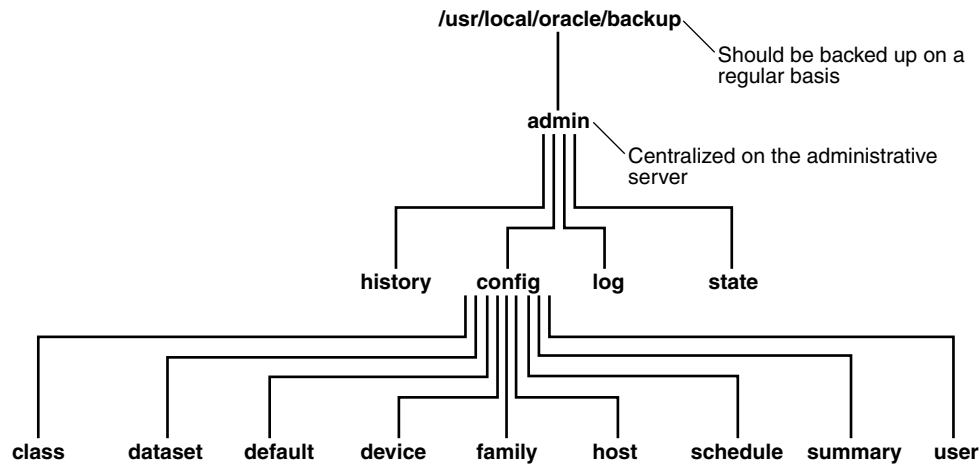 /usr/local/oracle/backup
Should be backed up on a
regular basis
admin
Centralized on the administrative
server
history config log state
class dataset default device family host schedule summary user